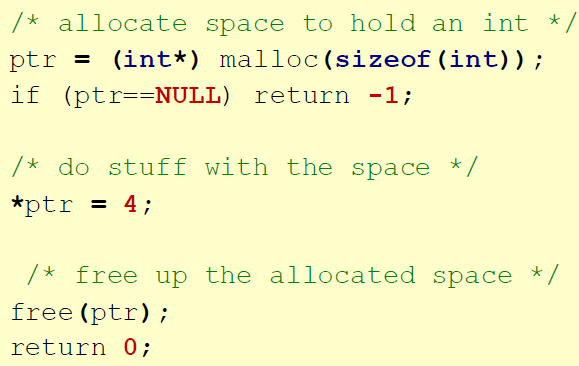 /* allocate space to hold an int */
ptr = (int*) malloc(sizeof(int));
if (ptr==NULL) return -1;
/* do stuff with the space */
*ptr = 4;
/* free up the allocated space */
free(ptr);
return 0;